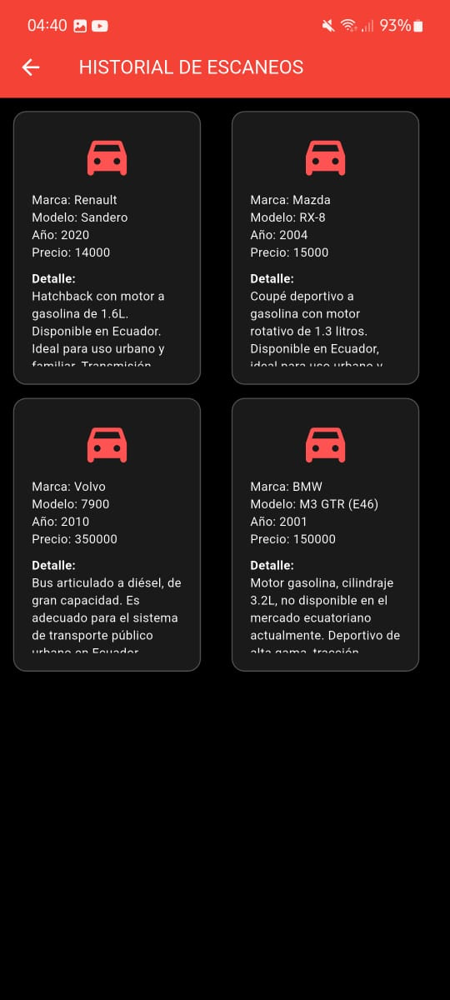 04:40
93%
HISTORIAL DE ESCANEOS
Marca: Renault
Modelo: Sandero
Año: 2020
Precio: 14000
Detalle:
Hatchback con motor a
gasolina de 1.6L.
Disponible en Ecuador.
Ideal para uso urbano y
familiar. Transmisión
Marca: Mazda
Modelo: RX-8
Año: 2004
Precio: 15000
Detalle:
Coupé deportivo a
gasolina con motor
rotativo de 1.3 litros.
Disponible en Ecuador,
ideal para uso urbano y
Marca: Volvo
Modelo: 7900
Año: 2010
Precio: 350000
Detalle:
Bus articulado a diésel, de
gran capacidad. Es
adecuado para el sistema
de transporte público
urbano en Ecuador
Marca: BMW
Modelo: M3 GTR (E46)
Año: 2001
Precio: 150000
Detalle:
Motor gasolina, cilindraje
3.2L, no disponible en el
mercado ecuatoriano
actualmente. Deportivo de
alta gama, tracción